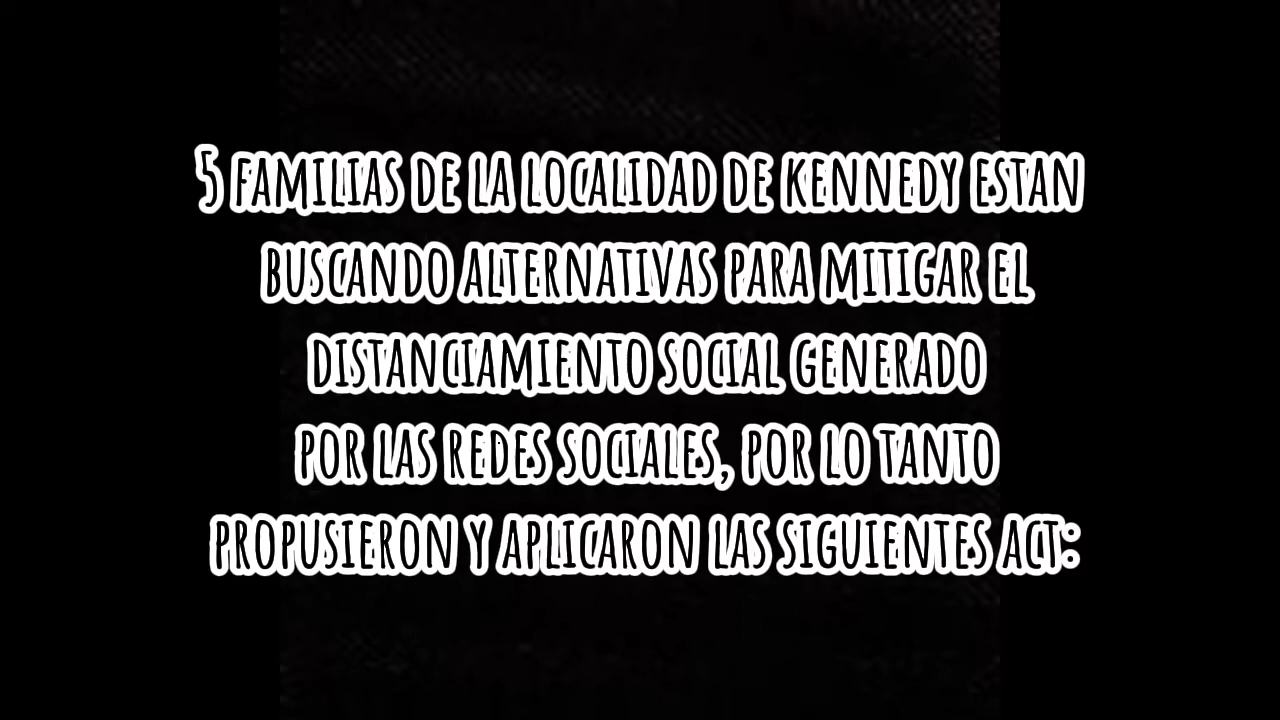 5 FAMILIAS DE LA LOCALIDAD DE KENNEDY ESTAN
BUSCANDO ALTERNATIVAS PARA MITIGAR EL
DISTANCIAMIENTO SOCIAL GENERADO
POR LAS REDES SOCIALES, POR LO TANTO
PROPUSIERON Y APLICARON LAS SIGUIENTES ACT: